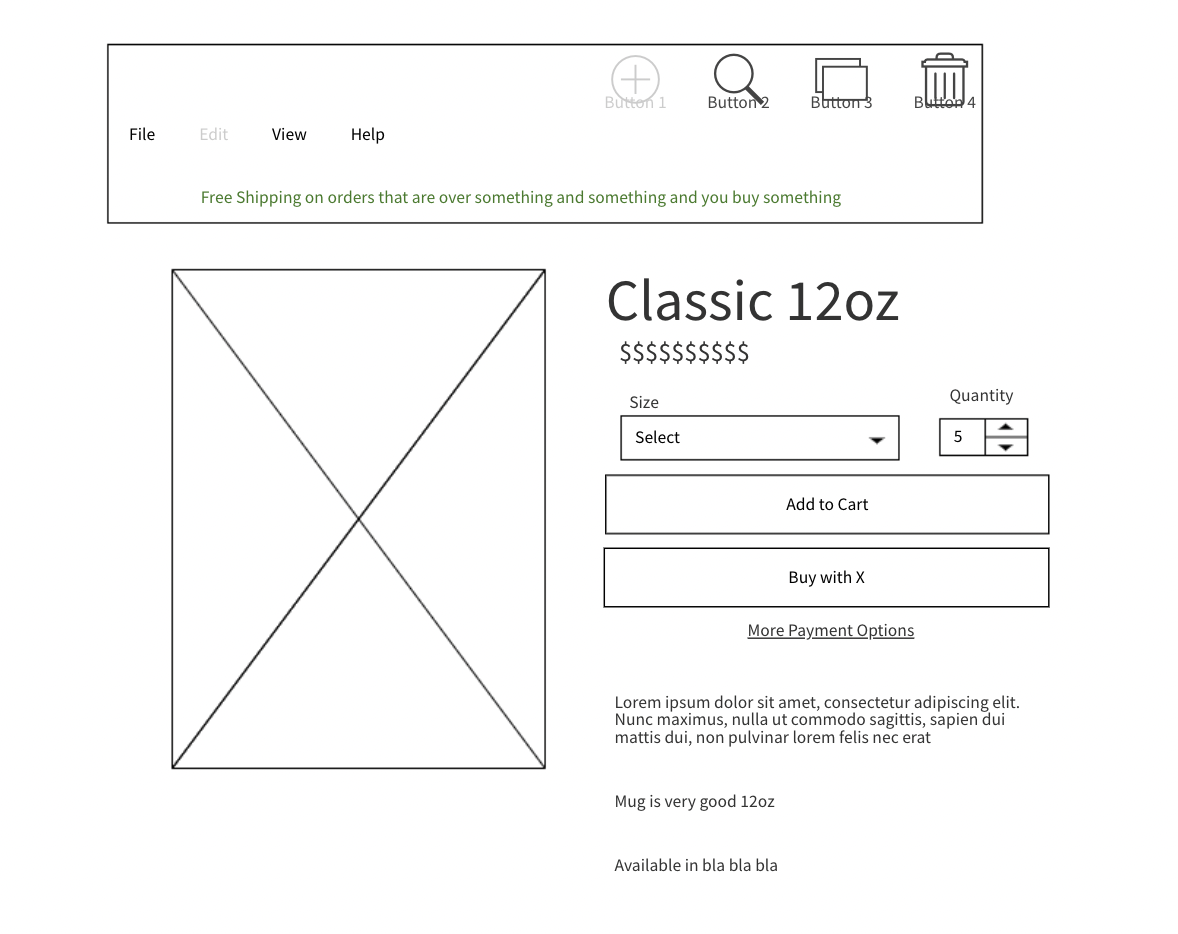 Button 1
Button 2
Button 3
Button 4
File
Edit
View
Help
Free Shipping on orders that are over something and something and you buy something
Classic 12oz
$$$$$$$$$$
Size
Quantity
Select
5
Add to Cart
Buy with X
More Payment Options
Lorem ipsum dolor sit amet, consectetur adipiscing elit.
Nunc maximus, nulla ut commodo sagittis, sapien dui
mattis dui, non pulvinar lorem felis nec erat
Mug is very good 12oz
Available in bla bla bla